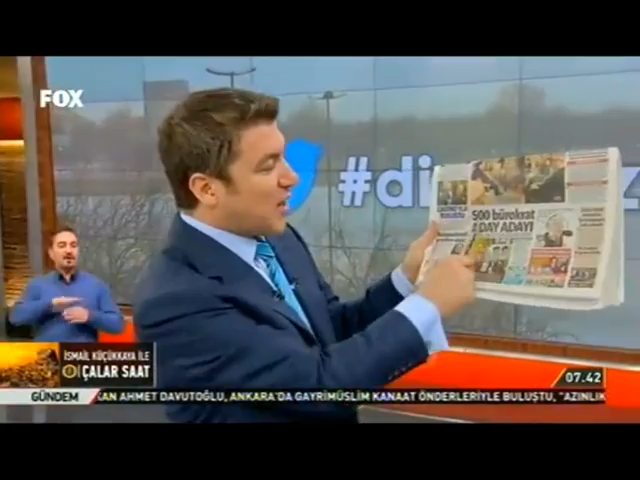 FOX
#di
500 bürokrat
DAY ADAYI
İSMAİL KÜÇÜKKAYA İLE
ÇALAR SAAT
07.42
GÜNDEM
KAN AHMET DAVUTOĞLU, ANKARA'DA GAYRİMÜSLİM KANAAT ÖNDERLERİYLE BULUŞTU, "AZINLIK